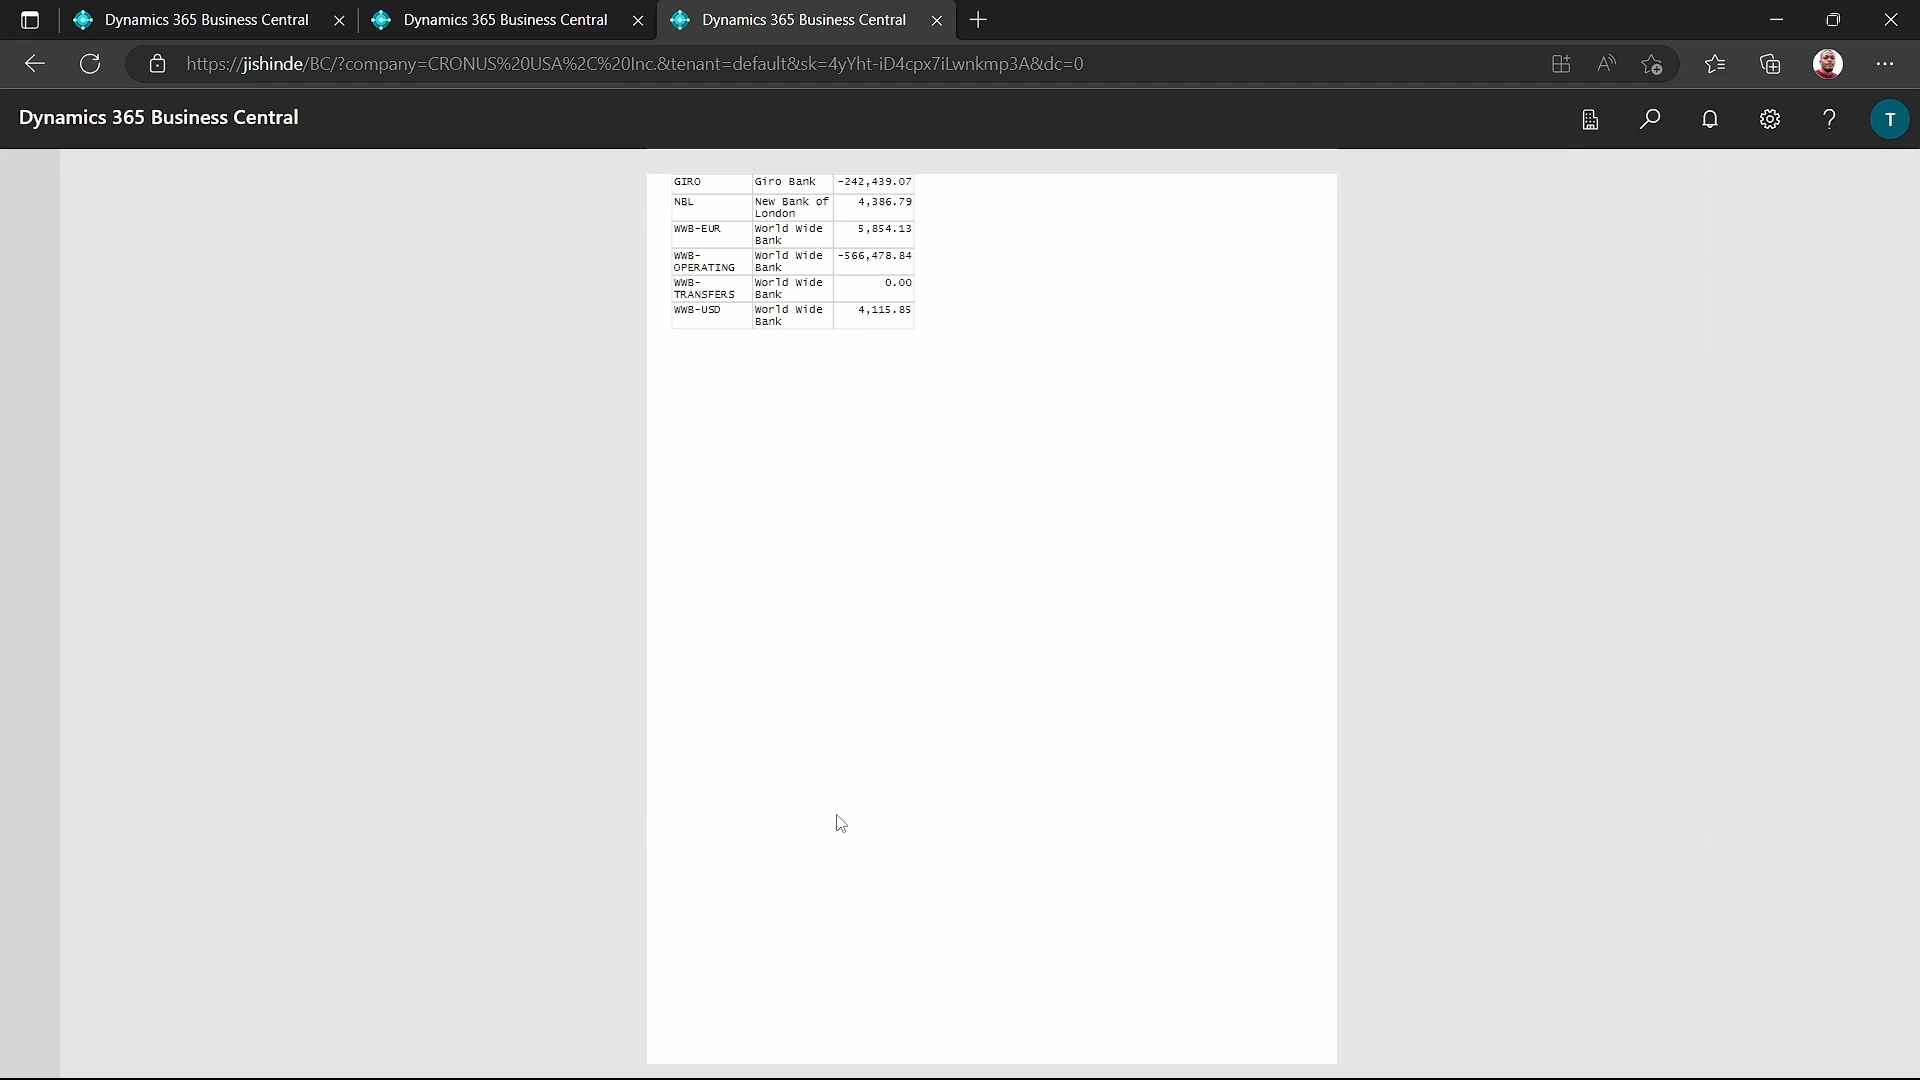 Dynamics 365 Business Central
Dynamics 365 Business Central
Dynamics 365 Business Central
https://jishinde/BC/?company=CRONUS%20USA%2C%20Inc.&tenant=default&sk=4yYht-iD4cpx7iLwnkmp3A&dc=0
Dynamics 365 Business Central
T
GIRO Giro Bank -242,439.07
NBL New Bank of 4,386.79
London
WWB-EUR World Wide 5,854.13
Bank
WWB- World Wide -566,478.84
OPERATING Bank
WWB- World Wide 0.00
TRANSFERS Bank
WWB-USD World Wide 4,115.85
Bank